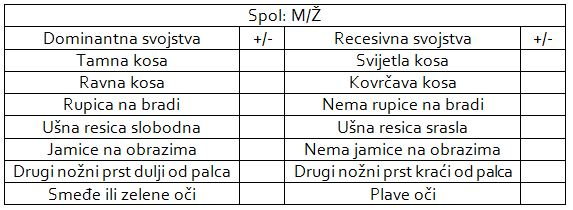 Spol: M/Ž
Dominantna svojstva +/- Recesivna svojstva +/-
Tamna kosa Svijetla kosa
Ravna kosa Kovrčava kosa
Rupica na bradi Nema rupice na bradi
Ušna resica slobodna Ušna resica srasla
Jamice na obrazima Nema jamice na obrazima
Drugi nožni prst dulji od palca Drugi nožni prst kraći od palca
Smeđe ili zelene oči Plave oči